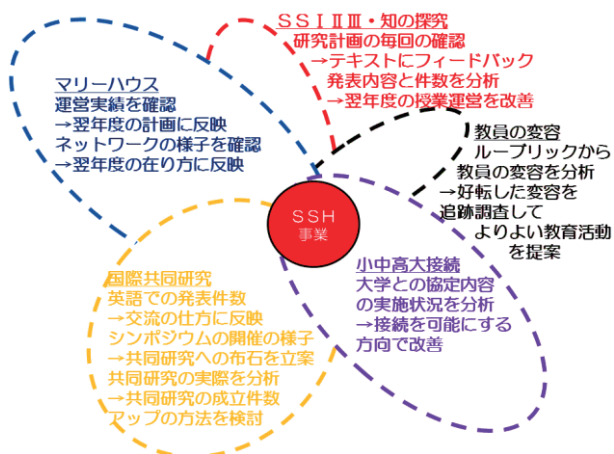 SSⅠⅡⅢ・知の探究
研究計画の毎回の確認
→テキストにフィードバック
発表内容と件数を分析
→翌年度の授業運営を改善
マリーハウス
運営実績を確認
→翌年度の計画に反映
ネットワークの様子を確認
→翌年度の在り方に反映
教員の変容
ルーブリックから
教員の変容を分析
→好転した変容を
追跡調査して
よりよい教育活動
を提案
SSH
事業
小中高大接続
大学との協定内容
の実施状況を分析
→接続を可能にする
方向で改善
国際共同研究
英語での発表件数
→交流の仕方に反映
シンポジウムの開催の様子
→共同研究への布石を立案
共同研究の実際を分析
→共同研究の成立件数
アップの方法を検討